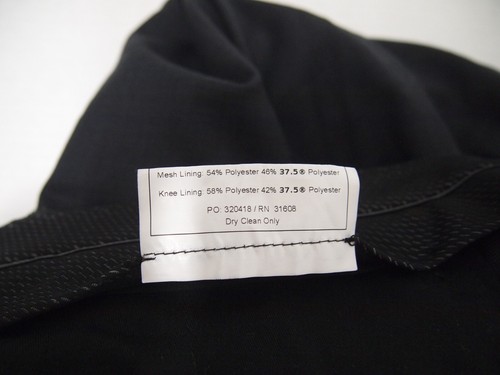 Mesh Lining: 54% Polyester 46% 37.5® Polyester
Knee Lining: 58% Polyester 42% 37.5® Polyester
PO: 320418 / RN 31608
Dry Clean Only